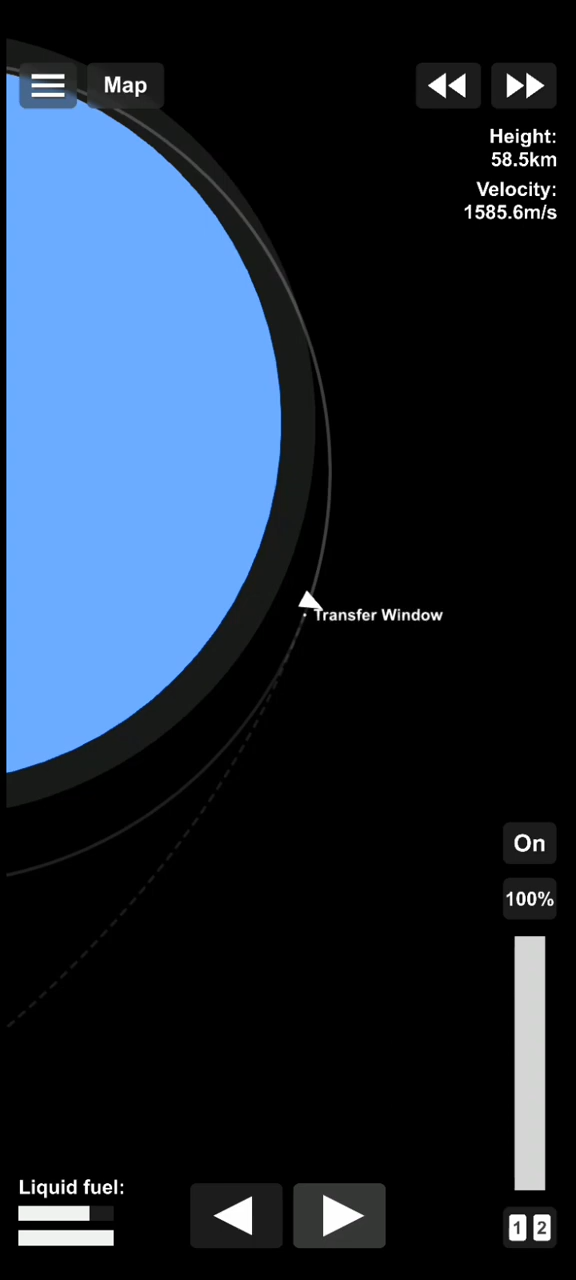 Map
Height:
58.5km
Velocity:
1585.6m/s
Transfer Window
On
100%
Liquid fuel:
1 2